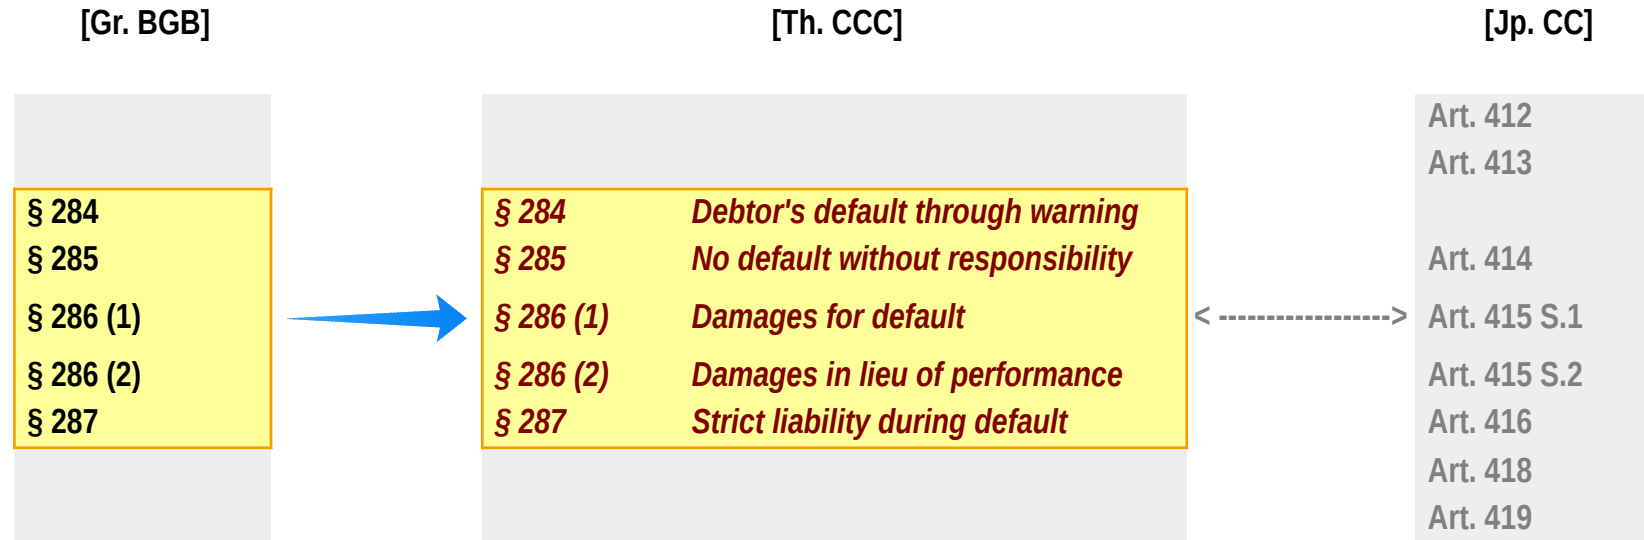 [Gr. BGB] [Th. CCC] [Jp. CC]
Art. 412
Art. 413
§ 284 § 284 Debtor's default through warning
§ 285 § 285 No default without responsibility Art. 414
§ 286 (1) § 286 (1) Damages for default < ------------------> Art. 415 S.1
§ 286 (2) § 286 (2) Damages in lieu of performance Art. 415 S.2
§ 287 § 287 Strict liability during default Art. 416
Art. 418
Art. 419